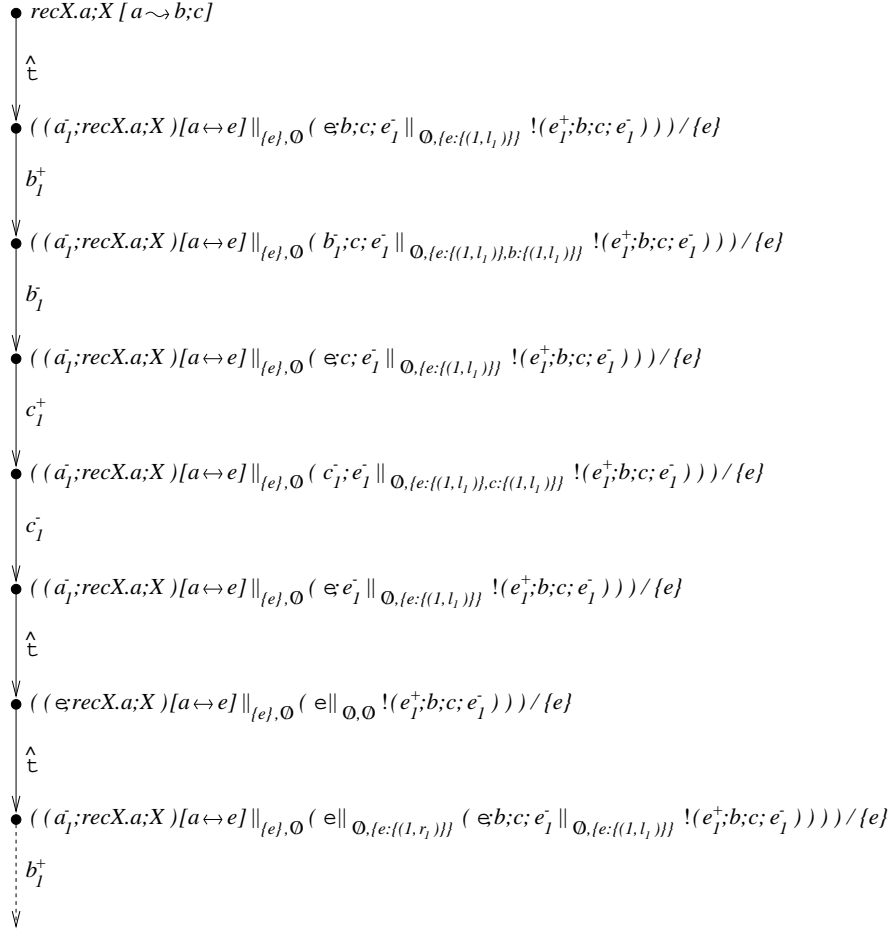 recX.a;X [ a⤳b;c]
t̂
( ( a₁⁻;recX.a;X )[a↔e] ||_{{e},∅} ( ϵ;b;c; e₁⁻ ||_{∅,{e:{(1,l₁)}}} !(e₁⁺;b;c; e₁⁻ ) ) ) / {e}
b₁⁺
( ( a₁⁻;recX.a;X )[a↔e] ||_{{e},∅} ( b₁⁻;c; e₁⁻ ||_{∅,{e:{(1,l₁)},b:{(1,l₁)}}} !(e₁⁺;b;c; e₁⁻ ) ) ) / {e}
b₁⁻
( ( a₁⁻;recX.a;X )[a↔e] ||_{{e},∅} ( ϵ;c; e₁⁻ ||_{∅,{e:{(1,l₁)}}} !(e₁⁺;b;c; e₁⁻ ) ) ) / {e}
c₁⁺
( ( a₁⁻;recX.a;X )[a↔e] ||_{{e},∅} ( c₁⁻; e₁⁻ ||_{∅,{e:{(1,l₁)},c:{(1,l₁)}}} !(e₁⁺;b;c; e₁⁻ ) ) ) / {e}
c₁⁻
( ( a₁⁻;recX.a;X )[a↔e] ||_{{e},∅} ( ϵ; e₁⁻ ||_{∅,{e:{(1,l₁)}}} !(e₁⁺;b;c; e₁⁻ ) ) ) / {e}
t̂
( ( ϵ;recX.a;X )[a↔e] ||_{{e},∅} ( ϵ ||_{∅,∅} !(e₁⁺;b;c; e₁⁻ ) ) ) / {e}
t̂
( ( a₁⁻;recX.a;X )[a↔e] ||_{{e},∅} ( ϵ ||_{∅,{e:{(1,r₁)}}} ( ϵ;b;c; e₁⁻ ||_{∅,{e:{(1,l₁)}}} !(e₁⁺;b;c; e₁⁻ ) ) ) ) / {e}
b₁⁺